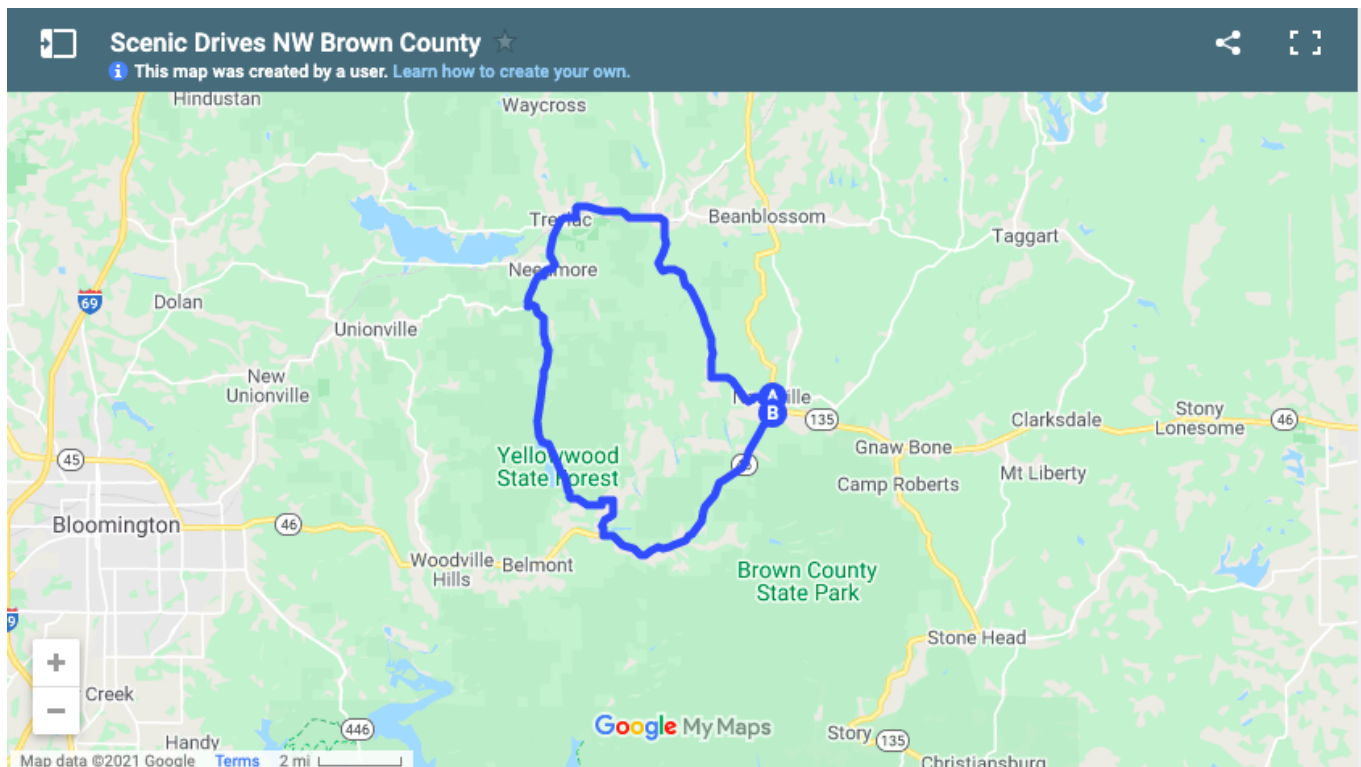 Scenic Drives NW Brown County
This map was created by a user. Learn how to create your own.
Hindustan
Waycross
Beanblossom
Taggart
Needmore
69
Dolan
Unionville
New
Unionville
A
B
135
Clarksdale
Stony
Lonesome
46
Gnaw Bone
45
Yellowwood
State Forest
Camp Roberts
Mt Liberty
Bloomington
46
Woodville
Hills
Belmont
Brown County
State Park
Stone Head
+
Creek
−
446
Google My Maps
Story
135
Handy
Christiansburg
Map data ©2021 Google Terms 2 mi